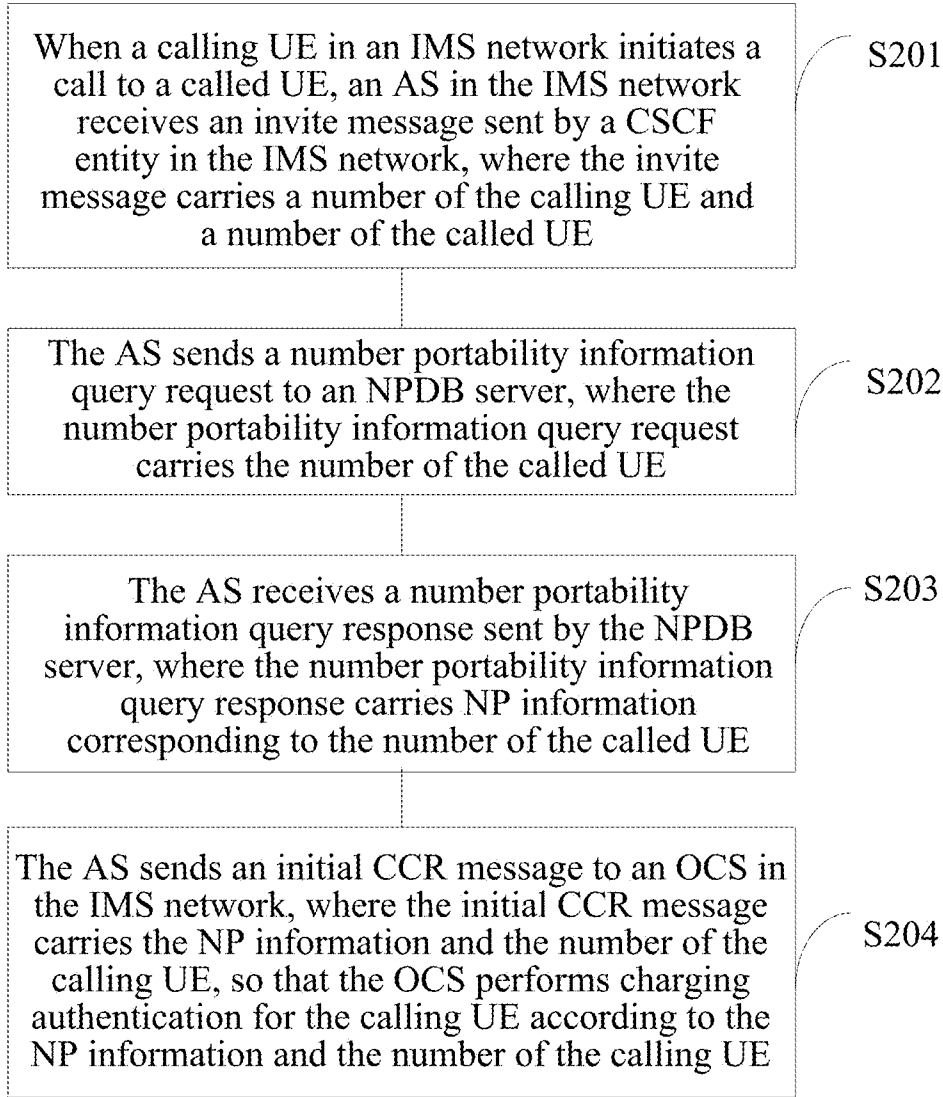 When a calling UE in an IMS network initiates a
call to a called UE, an AS in the IMS network
receives an invite message sent by a CSCF
entity in the IMS network, where the invite
message carries a number of the calling UE and
a number of the called UE
S201
The AS sends a number portability information
query request to an NPDB server, where the
number portability information query request
carries the number of the called UE
S202
The AS receives a number portability
information query response sent by the NPDB
server, where the number portability information
query response carries NP information
corresponding to the number of the called UE
S203
The AS sends an initial CCR message to an OCS in
the IMS network, where the initial CCR message
carries the NP information and the number of the
calling UE, so that the OCS performs charging
authentication for the calling UE according to the
NP information and the number of the calling UE
S204